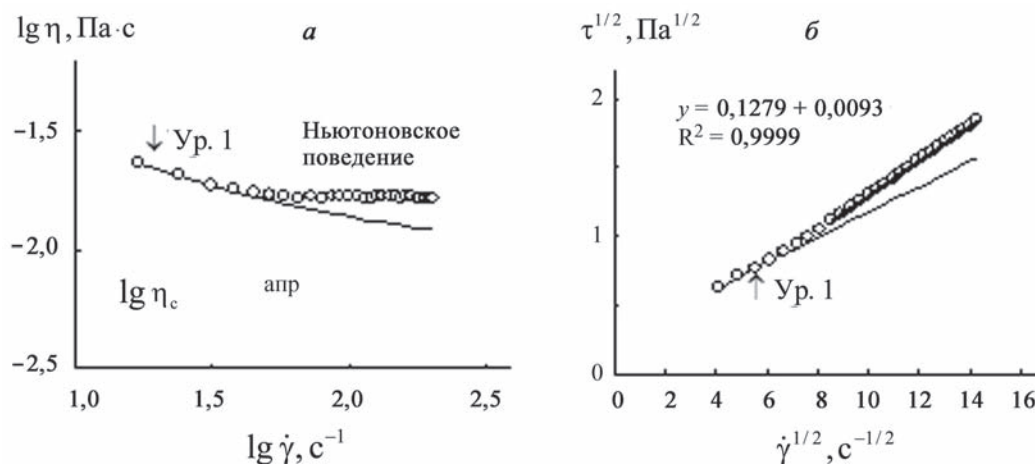 lg η, Па·с
а
−1,5
−2,0
−2,5
Ур. 1
Ньютоновское
поведение
lg η_c
апр
1,0 1,5 2,0 2,5
lg γ̇, с⁻¹
τ^{1/2}, Па^{1/2}
б
2
1
0
y = 0,1279 + 0,0093
R² = 0,9999
Ур. 1
0 2 4 6 8 10 12 14 16
γ̇^{1/2}, с^{−1/2}